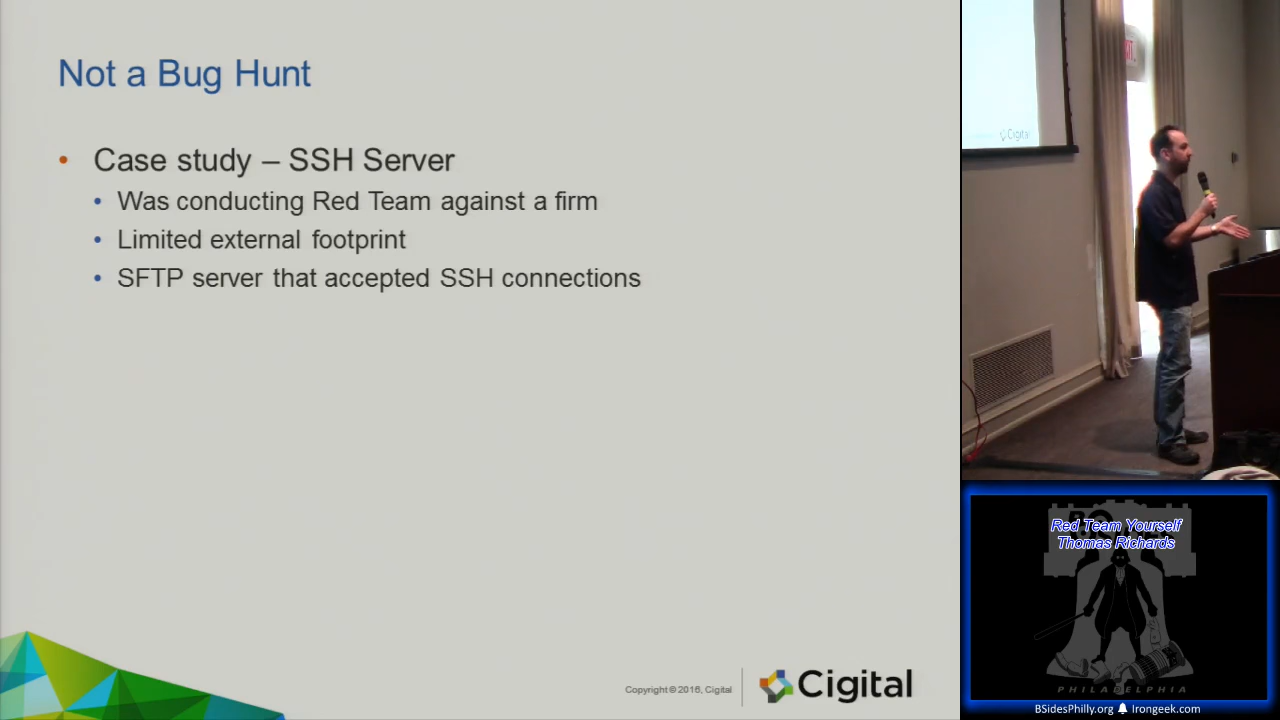 Not a Bug Hunt
• Case study – SSH Server
• Was conducting Red Team against a firm
• Limited external footprint
• SFTP server that accepted SSH connections
Copyright © 2016, Cigital
Cigital
Cigital
Red Team Yourself
Thomas Richards
PHILADELPHIA
BSidesPhilly.org Irongeek.com